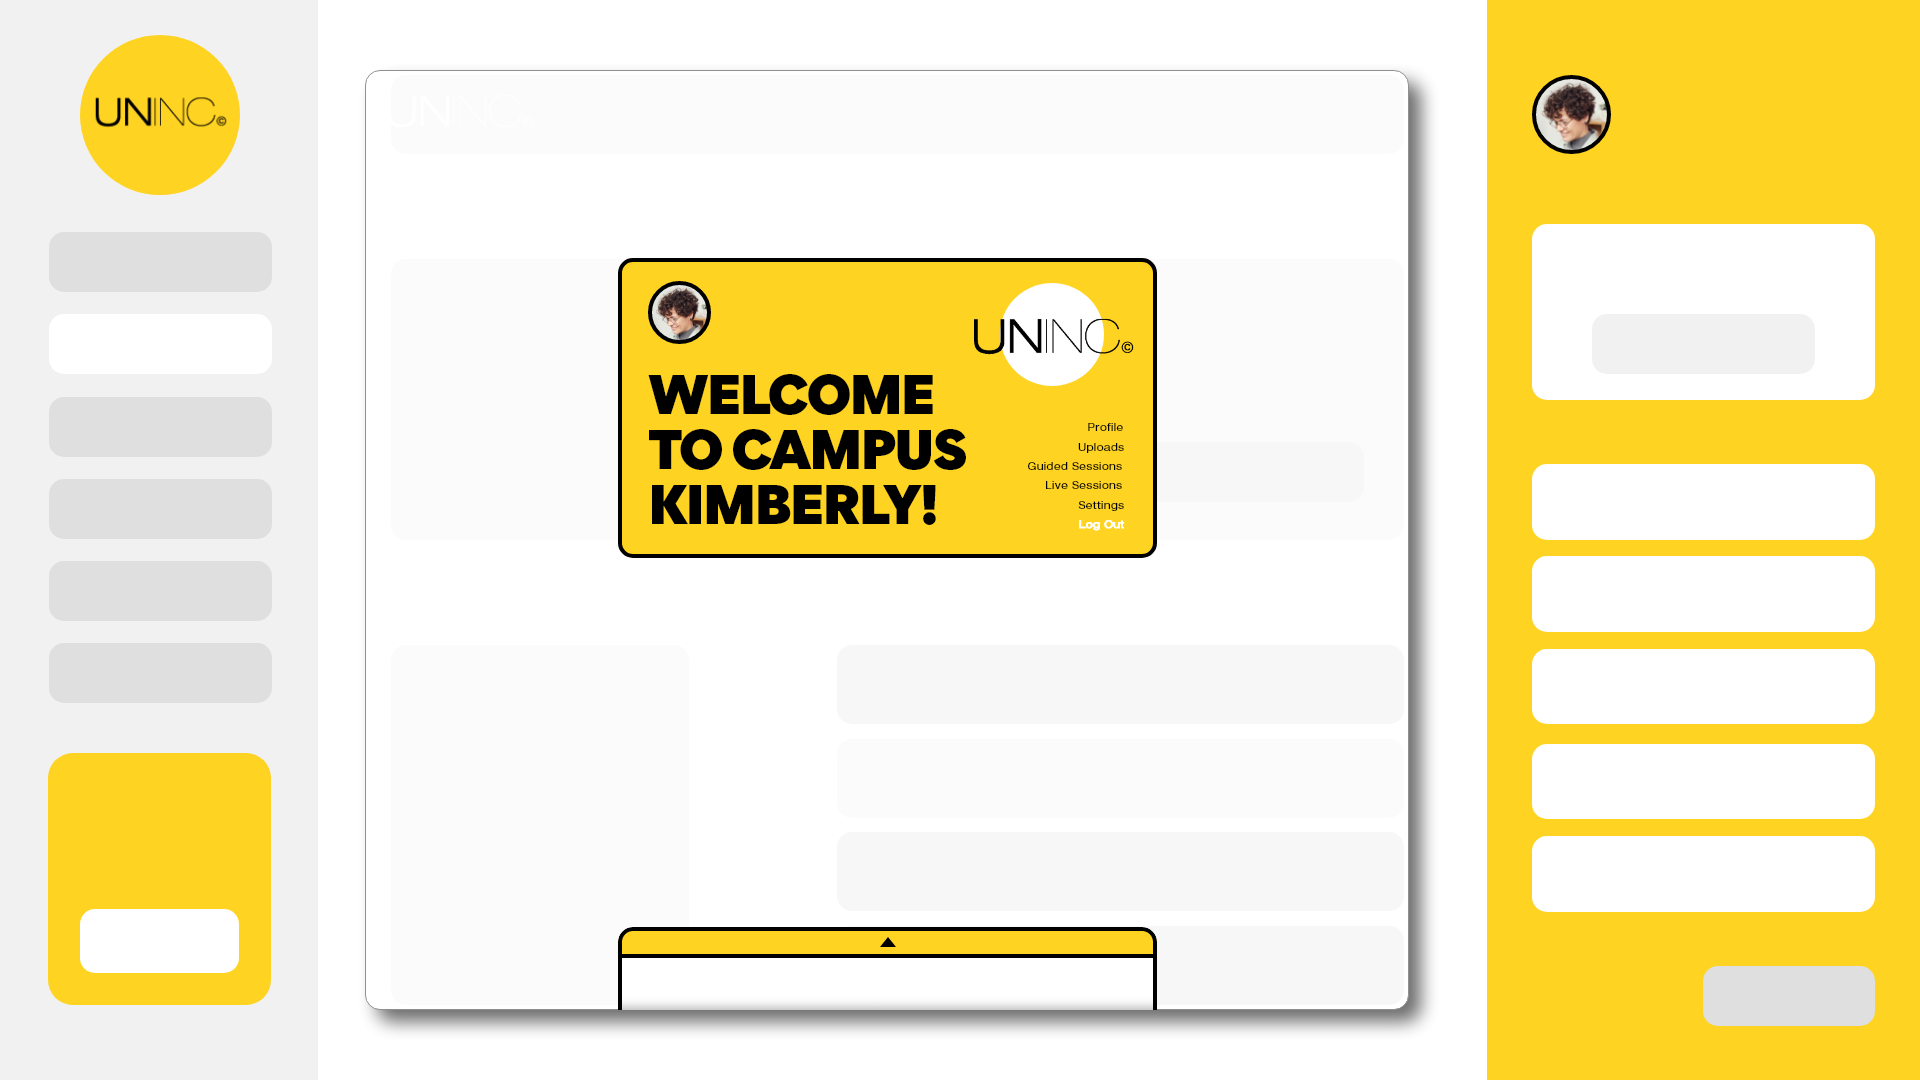 UNINC©
UNINC
UNINC©
WELCOME
TO CAMPUS
KIMBERLY!
Profile
Uploads
Guided Sessions
Live Sessions
Settings
Log Out